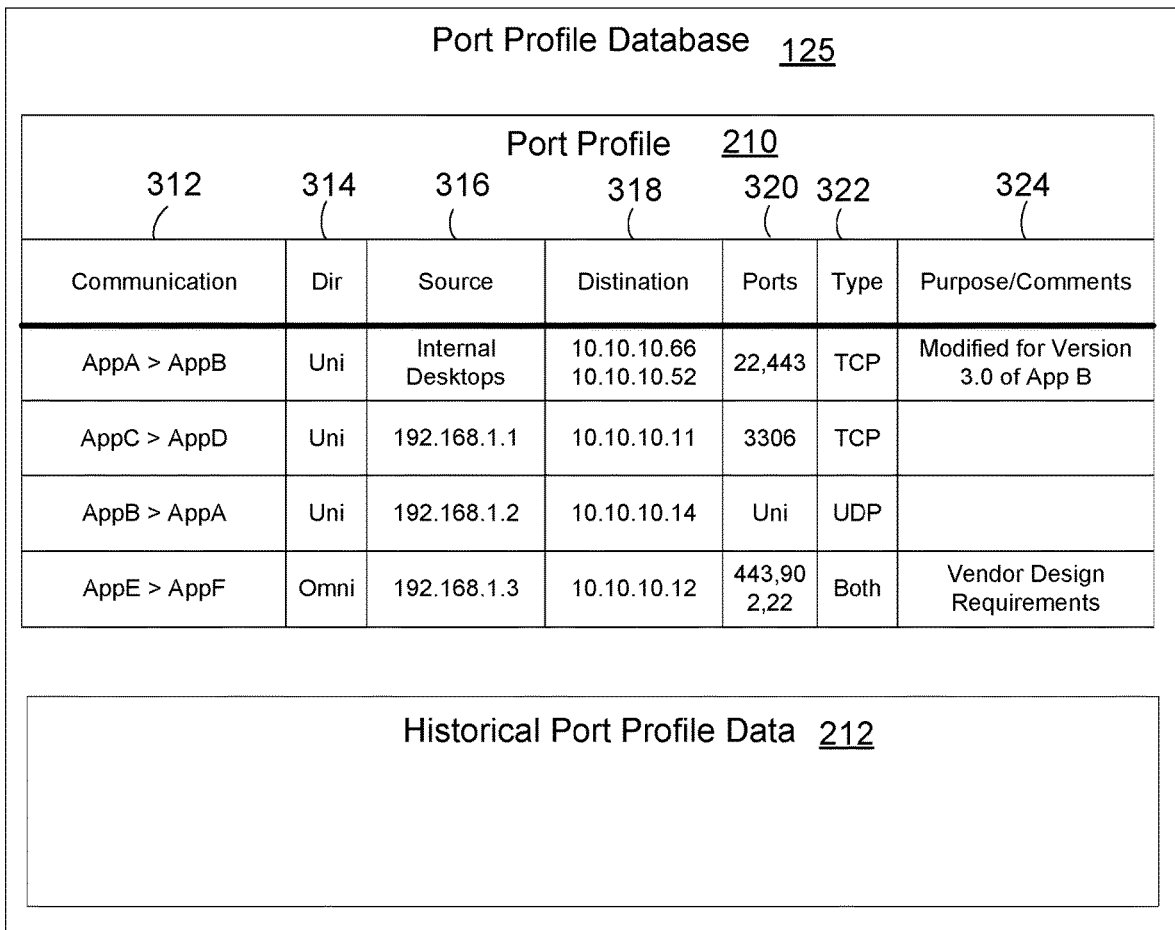 Port Profile Database 125
Port Profile 210
312 314 316 318 320 322 324
Communication Dir Source Distination Ports Type Purpose/Comments
AppA > AppB Uni Internal Desktops 10.10.10.66 10.10.10.52 22,443 TCP Modified for Version 3.0 of App B
AppC > AppD Uni 192.168.1.1 10.10.10.11 3306 TCP
AppB > AppA Uni 192.168.1.2 10.10.10.14 Uni UDP
AppE > AppF Omni 192.168.1.3 10.10.10.12 443,902,22 Both Vendor Design Requirements
Historical Port Profile Data 212